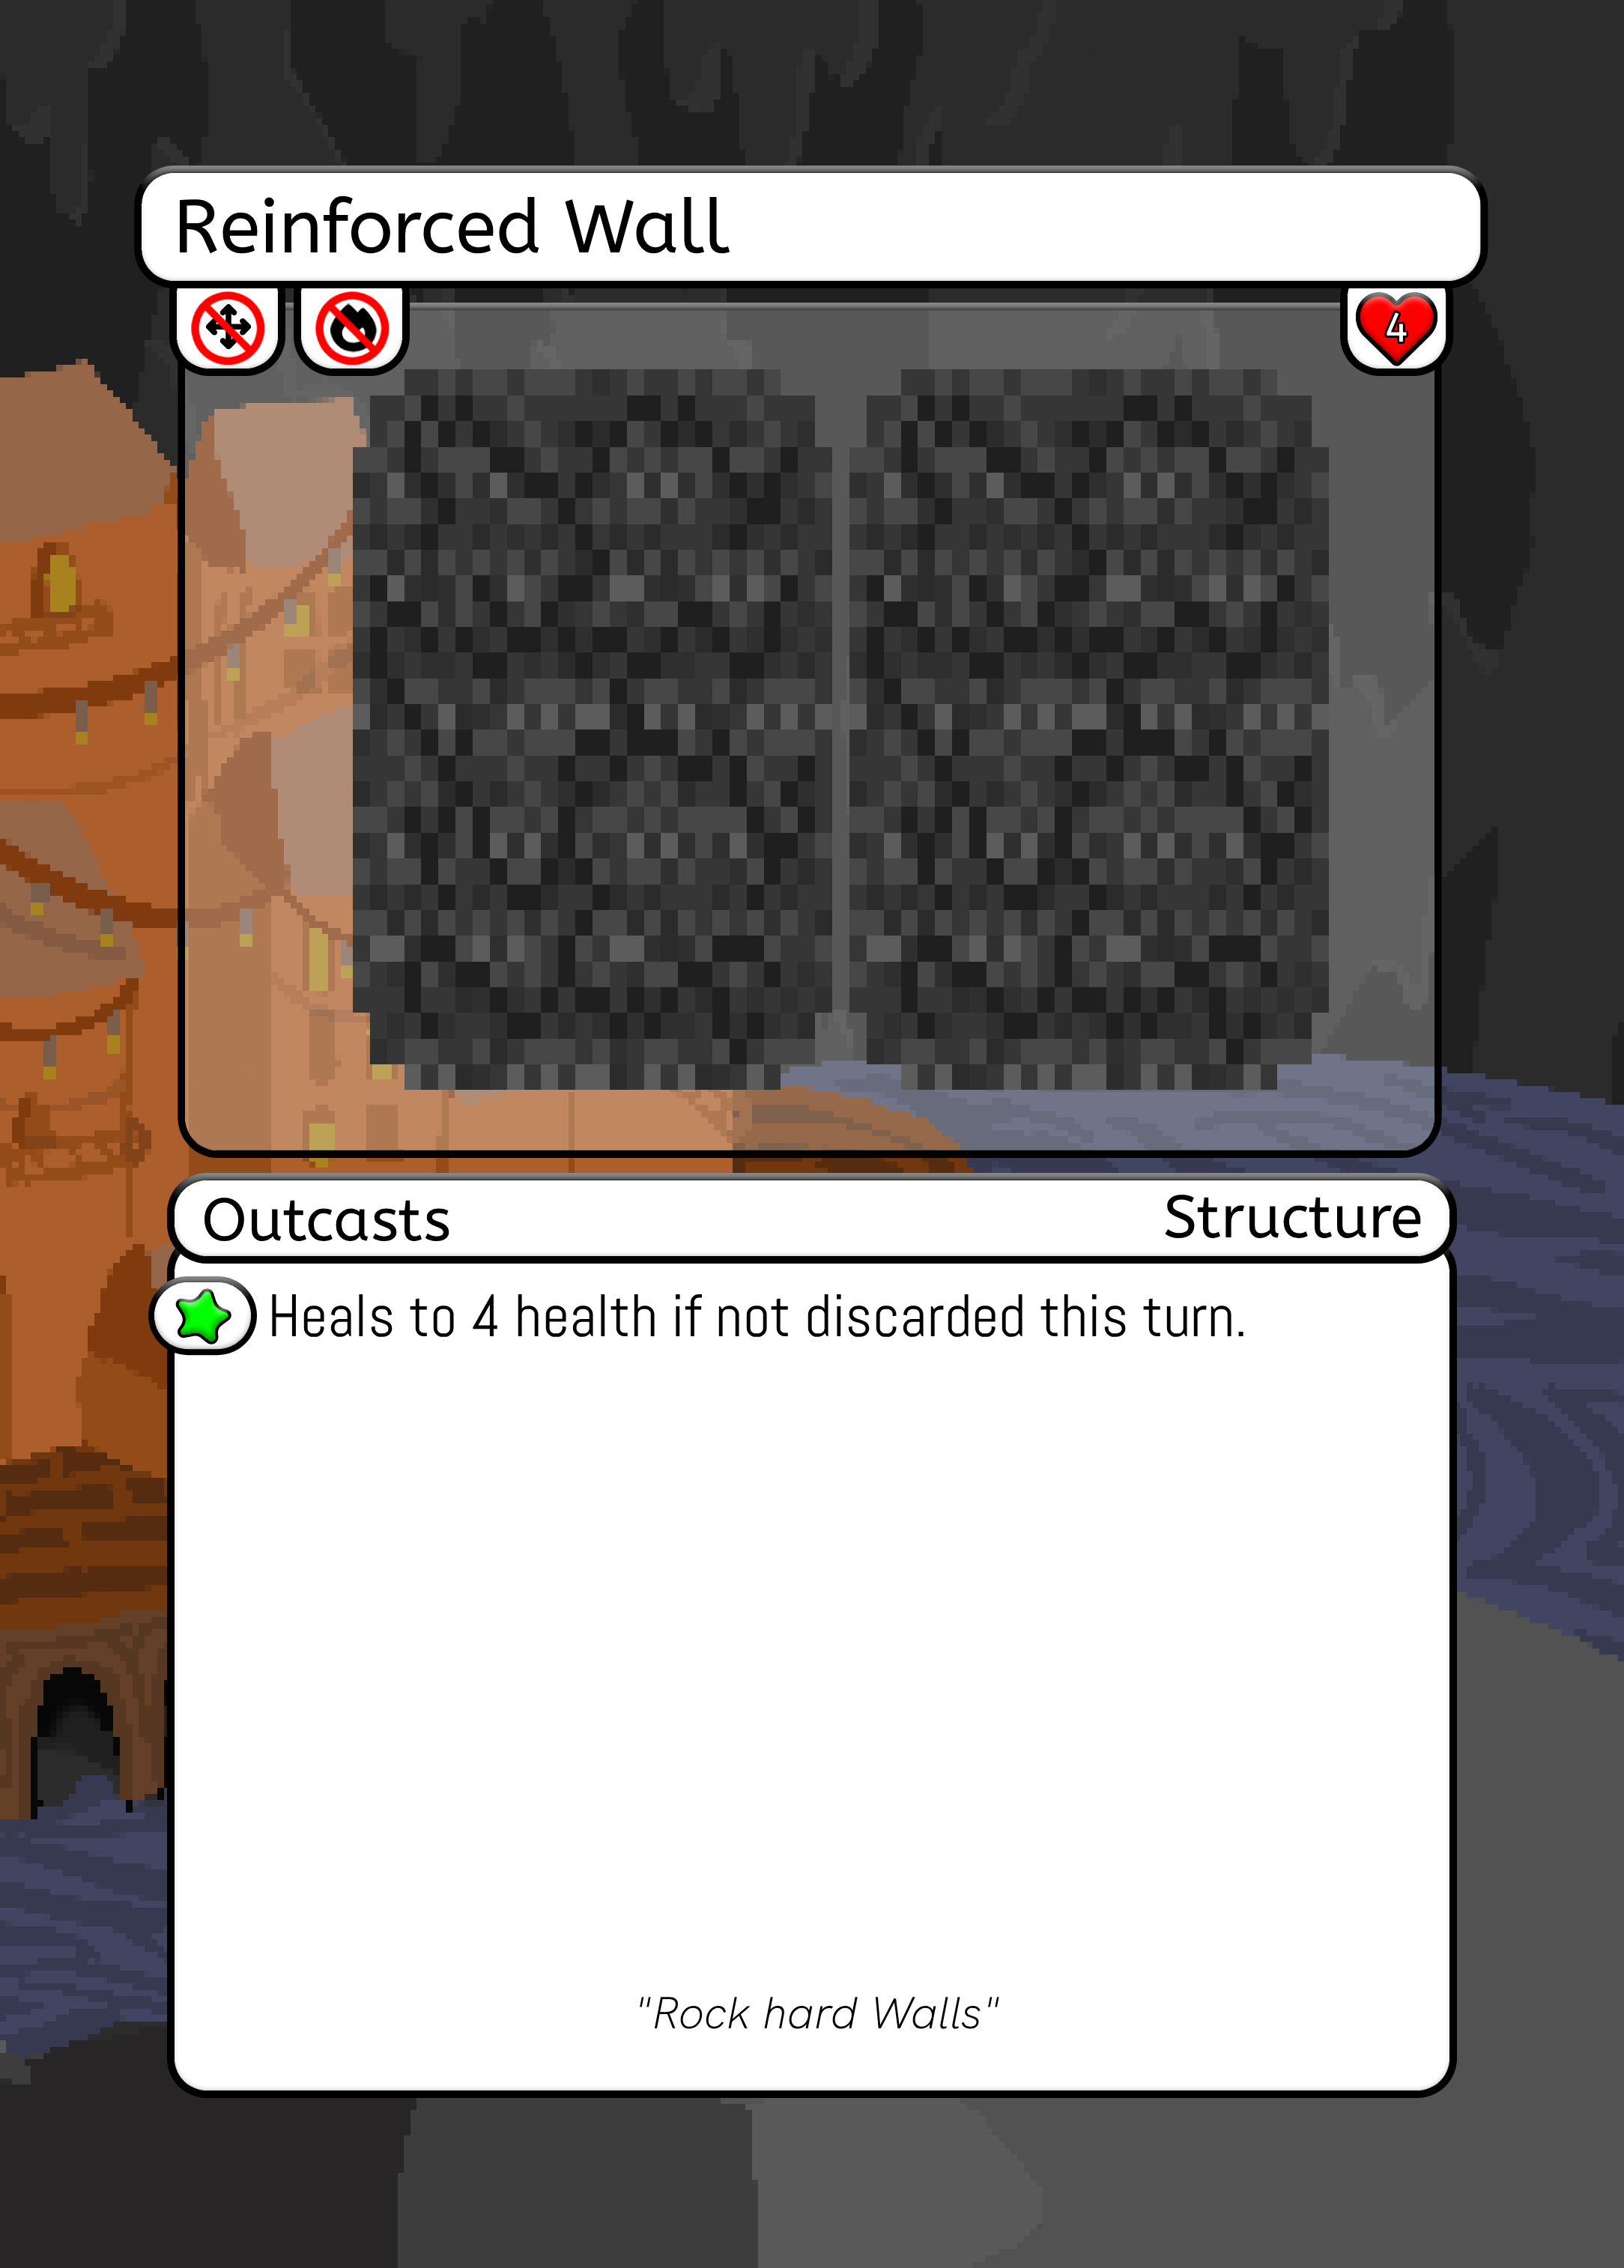 Reinforced Wall
4
Outcasts Structure
Heals to 4 health if not discarded this turn.
"Rock hard Walls"